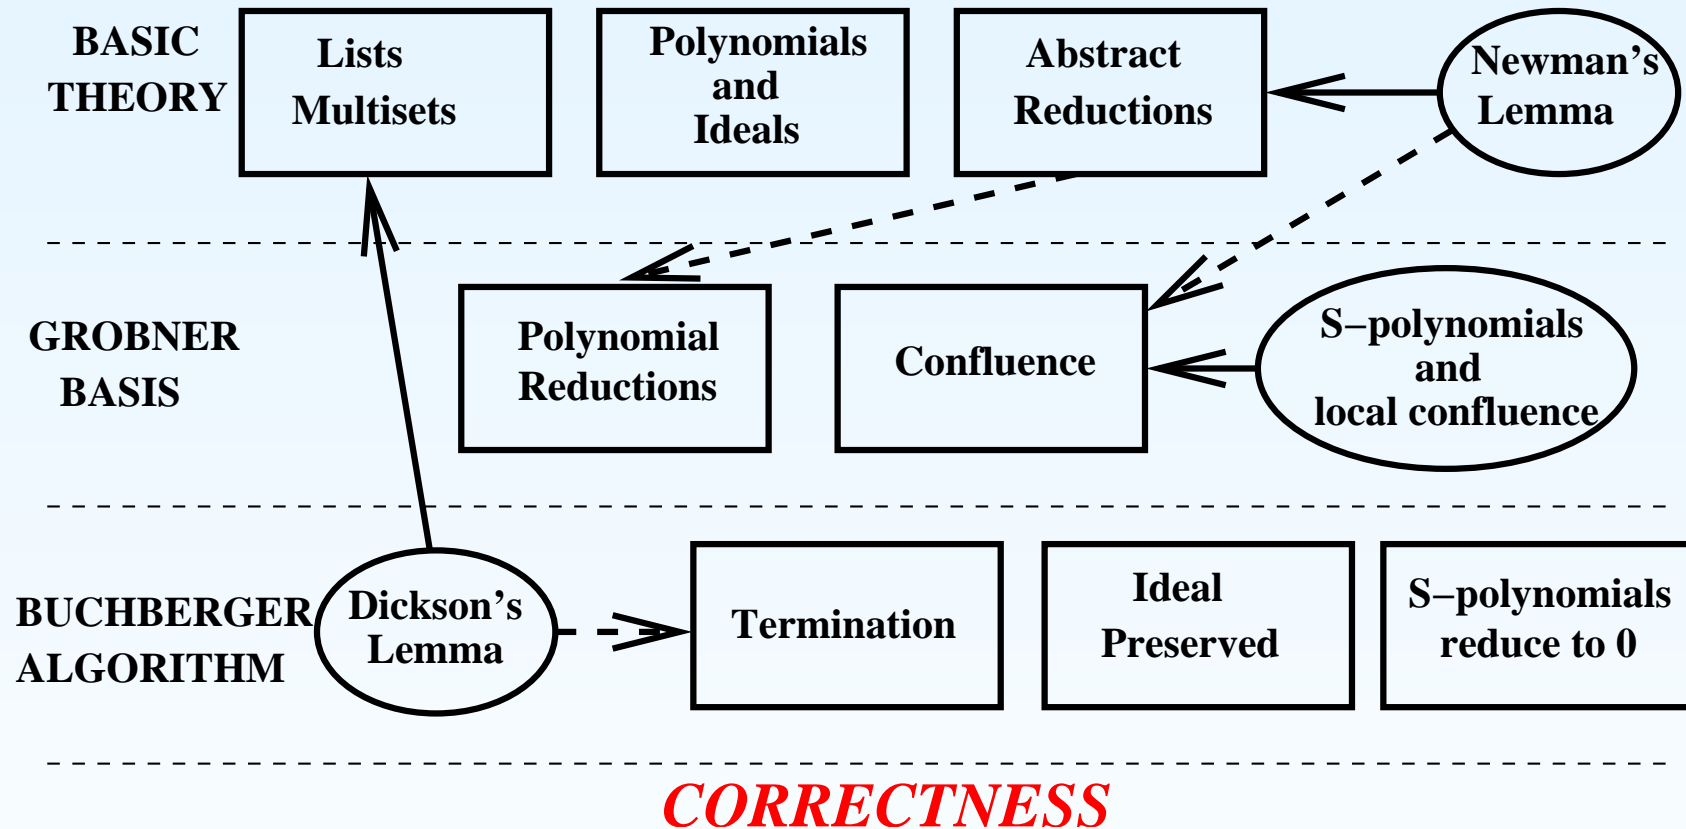 BASIC
THEORY
Lists
Multisets
Polynomials
and
Ideals
Abstract
Reductions
Newman's
Lemma
GROBNER
BASIS
Polynomial
Reductions
Confluence
S−polynomials
and
local confluence
BUCHBERGER
ALGORITHM
Dickson's
Lemma
Termination
Ideal
Preserved
S−polynomials
reduce to 0
CORRECTNESS